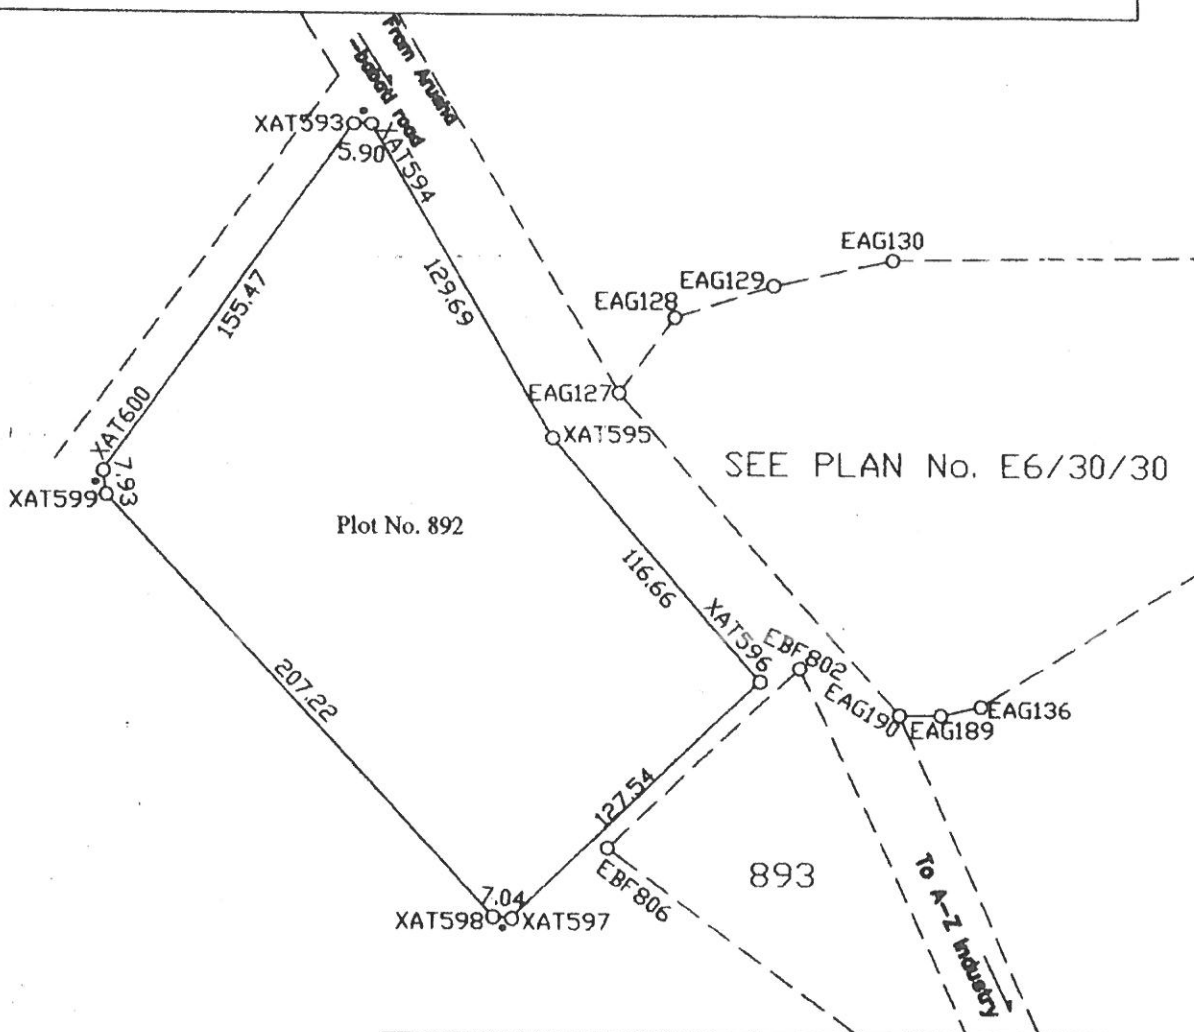 From Arusha
-babati road
XAT593
XAT594
5.90
EAG130
EAG129
EAG128
129.69
155.47
EAG127
XAT600
XAT595
7.93
XAT599
SEE PLAN No. E6/30/30
Plot No. 892
116.66
XAT596
EBF802
207.22
EAG190
EAG189
EAG136
127.54
893
EBF806
7.04
XAT598
XAT597
To A-Z Industry